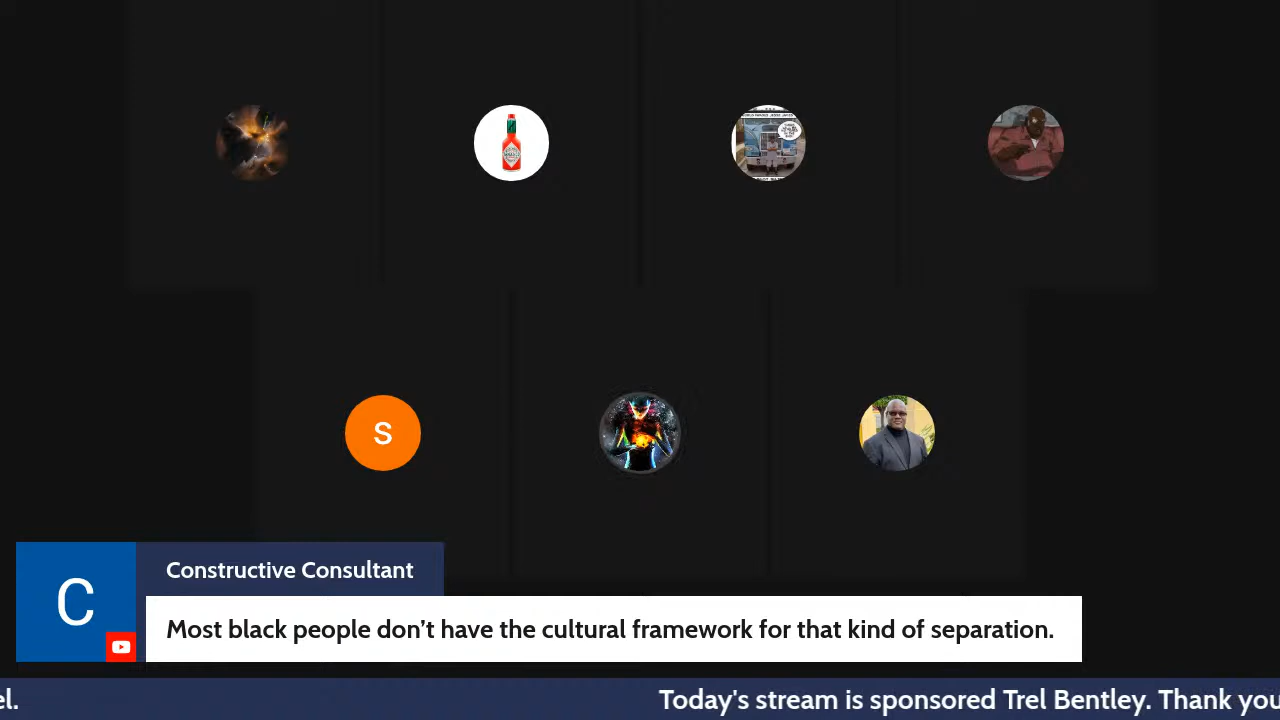 S
C
Constructive Consultant
Most black people don't have the cultural framework for that kind of separation.
el.
Today's stream is sponsored Trel Bentley. Thank you